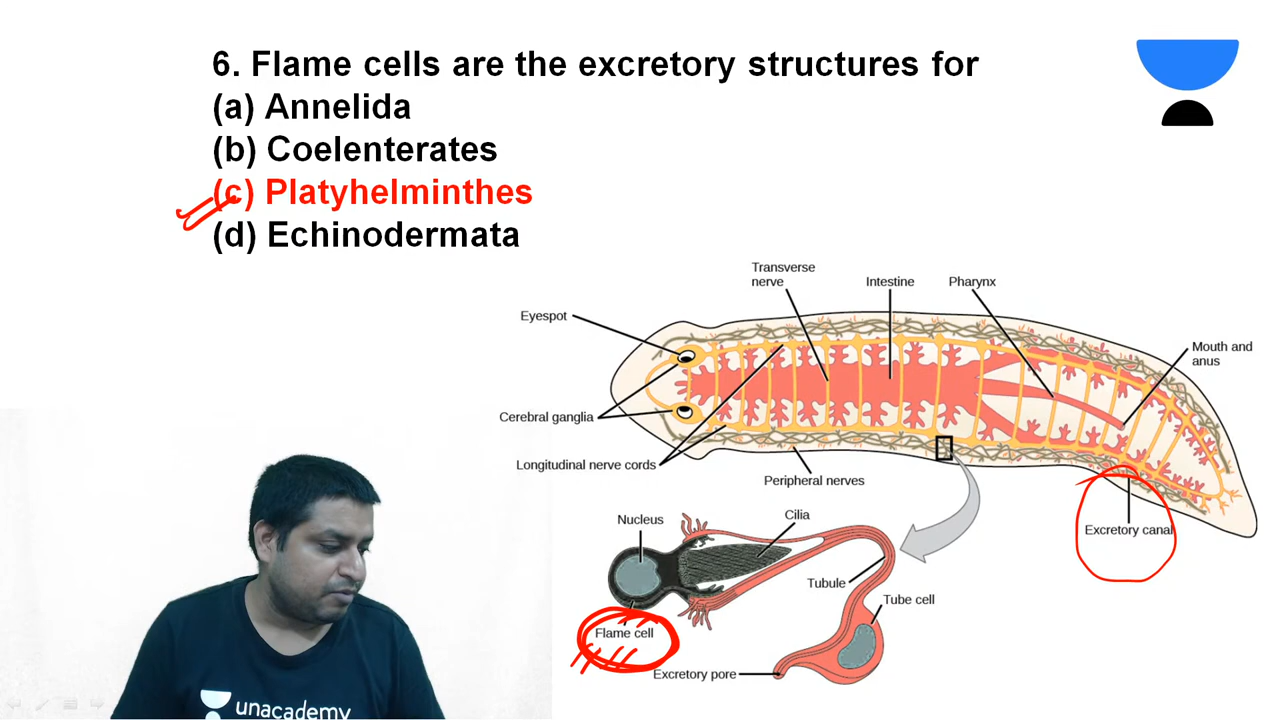 6. Flame cells are the excretory structures for
(a) Annelida
(b) Coelenterates
(c) Platyhelminthes
(d) Echinodermata
Transverse
nerve
Intestine
Pharynx
Eyespot
Mouth and
anus
Cerebral ganglia
Longitudinal nerve cords
Peripheral nerves
Excretory canal
Nucleus
Cilia
Tubule
Tube cell
Flame cell
Excretory pore
unacademy